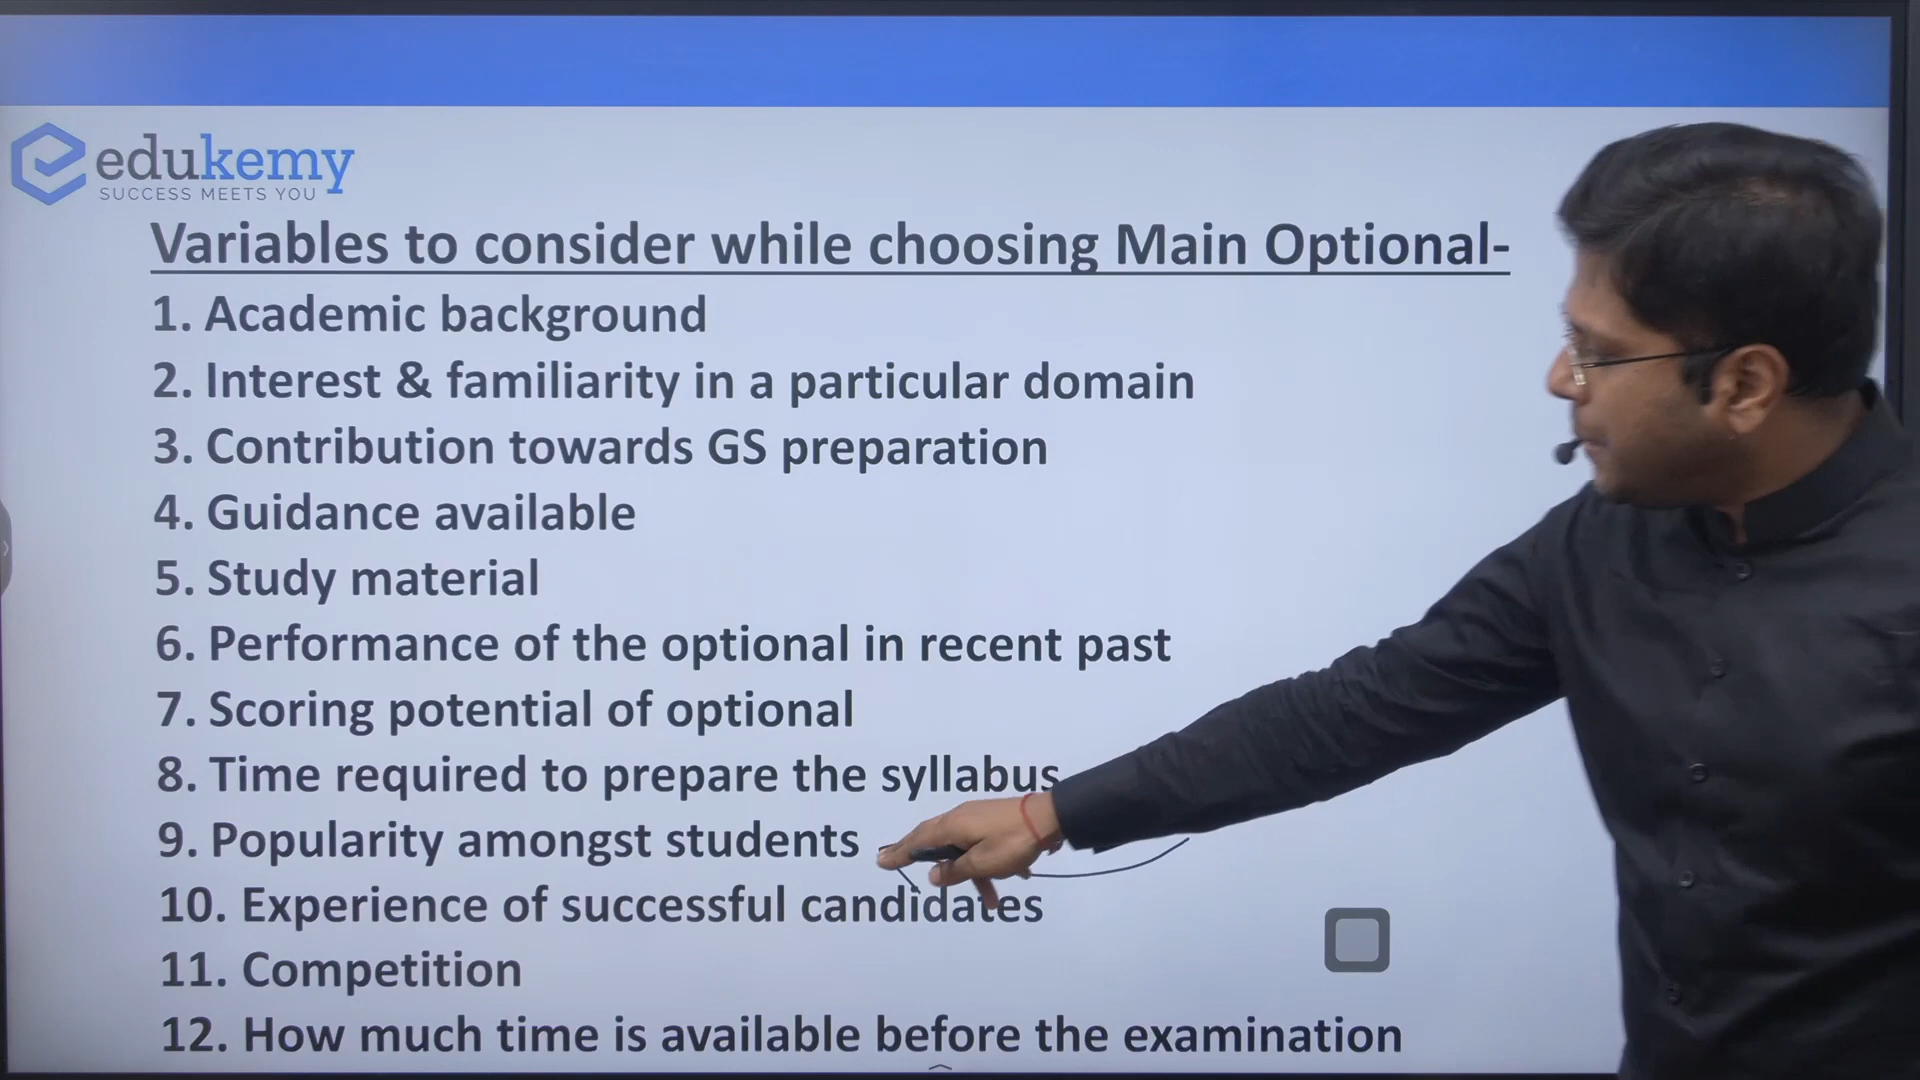 edukemy
SUCCESS MEETS YOU
Variables to consider while choosing Main Optional-
1. Academic background
2. Interest & familiarity in a particular domain
3. Contribution towards GS preparation
4. Guidance available
5. Study material
6. Performance of the optional in recent past
7. Scoring potential of optional
8. Time required to prepare the syllabus
9. Popularity amongst students
10. Experience of successful candidates
11. Competition
12. How much time is available before the examination